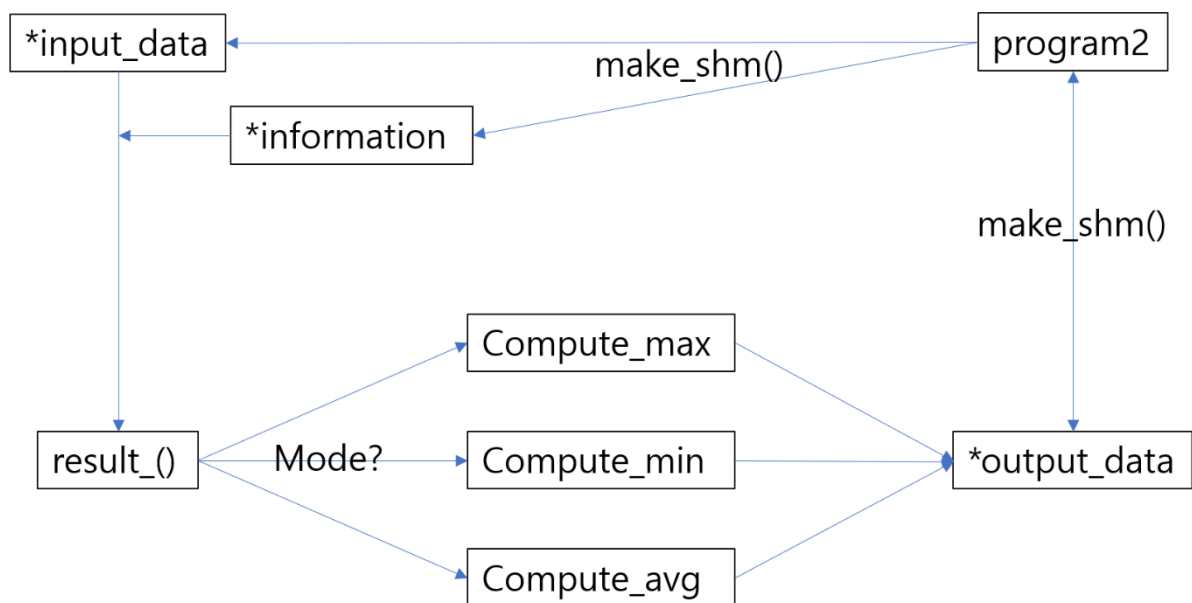 *input_data
program2
make_shm()
*information
make_shm()
Compute_max
result_()
Mode?
Compute_min
*output_data
Compute_avg